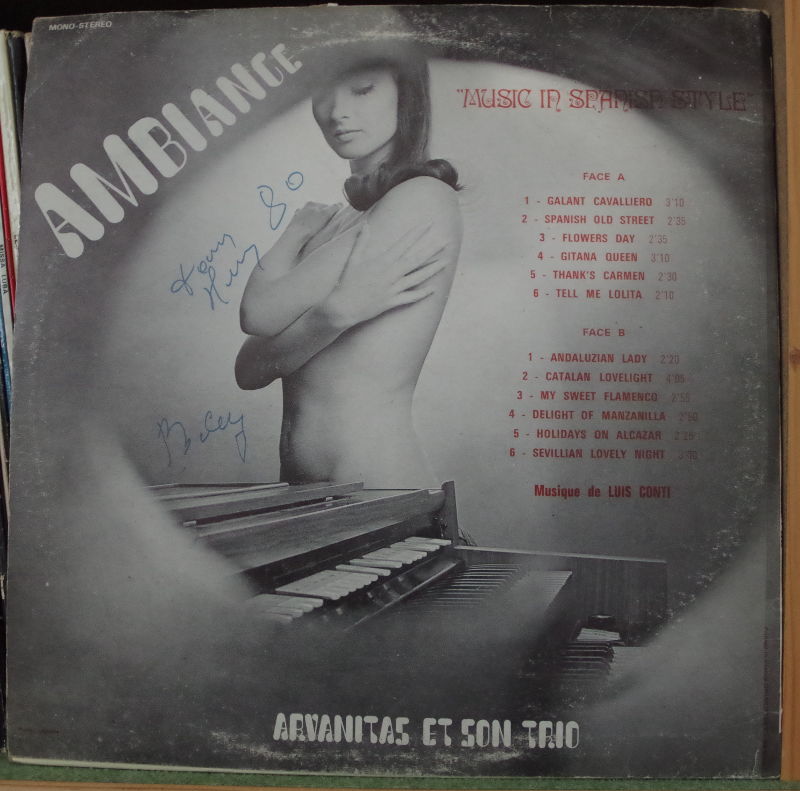 MONO-STEREO
AMBIANCE
"MUSIC IN SPANISH STYLE"
FACE A
1 - GALANT CAVALLIERO 3'10
2 - SPANISH OLD STREET 2'35
3 - FLOWERS DAY 2'35
4 - GITANA QUEEN 3'10
5 - THANK'S CARMEN 2'30
6 - TELL ME LOLITA 2'10
FACE B
1 - ANDALUZIAN LADY 2'20
2 - CATALAN LOVELIGHT 4'05
3 - MY SWEET FLAMENCO 2'55
4 - DELIGHT OF MANZANILLA 2'50
5 - HOLIDAYS ON ALCAZAR 2'25
6 - SEVILLIAN LOVELY NIGHT
Musique de LUIS CONTI
80
ARVANITAS ET SON TRIO
MISSA LUBA